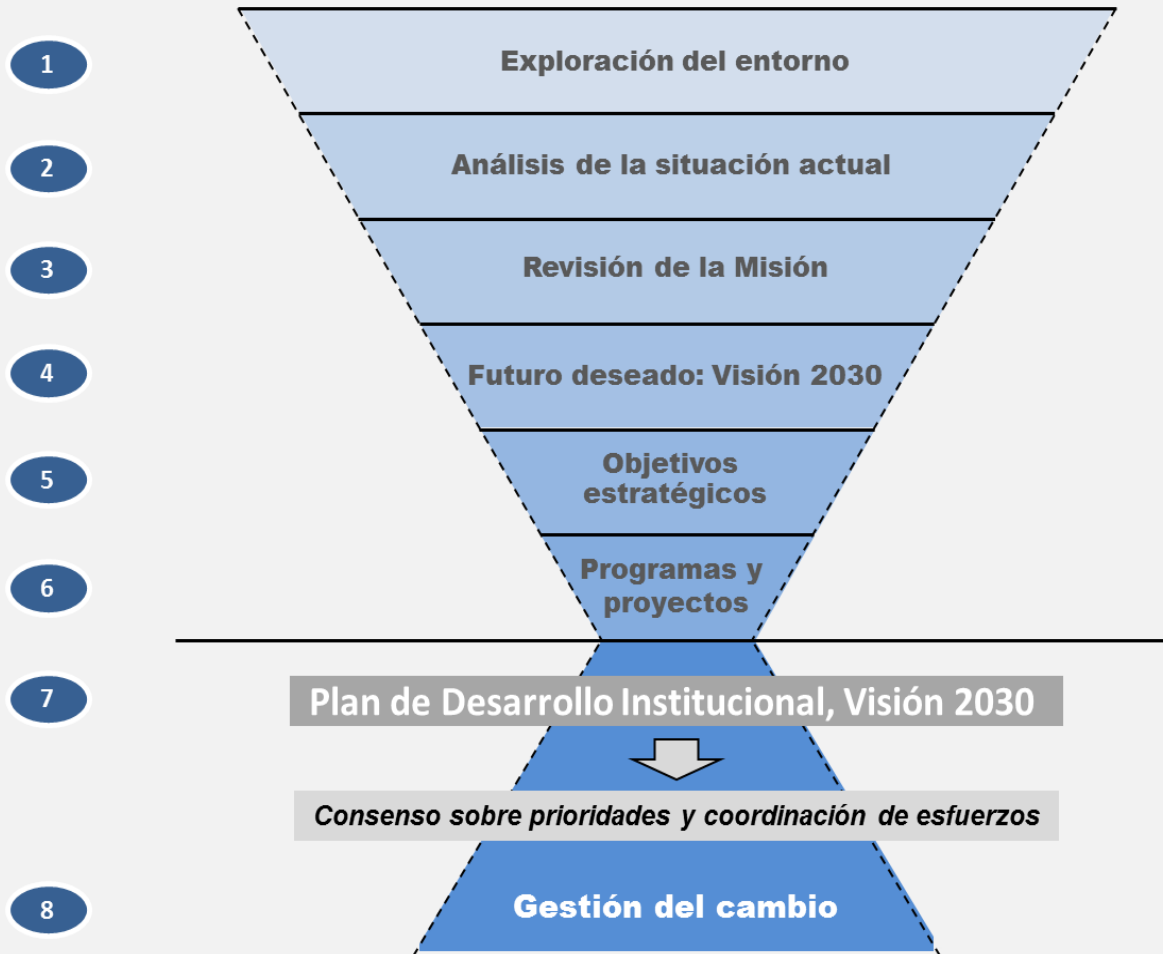 1
Exploración del entorno
2
Análisis de la situación actual
3
Revisión de la Misión
4
Futuro deseado: Visión 2030
5
Objetivos
estratégicos
6
Programas y
proyectos
7
Plan de Desarrollo Institucional, Visión 2030
Consenso sobre prioridades y coordinación de esfuerzos
8
Gestión del cambio